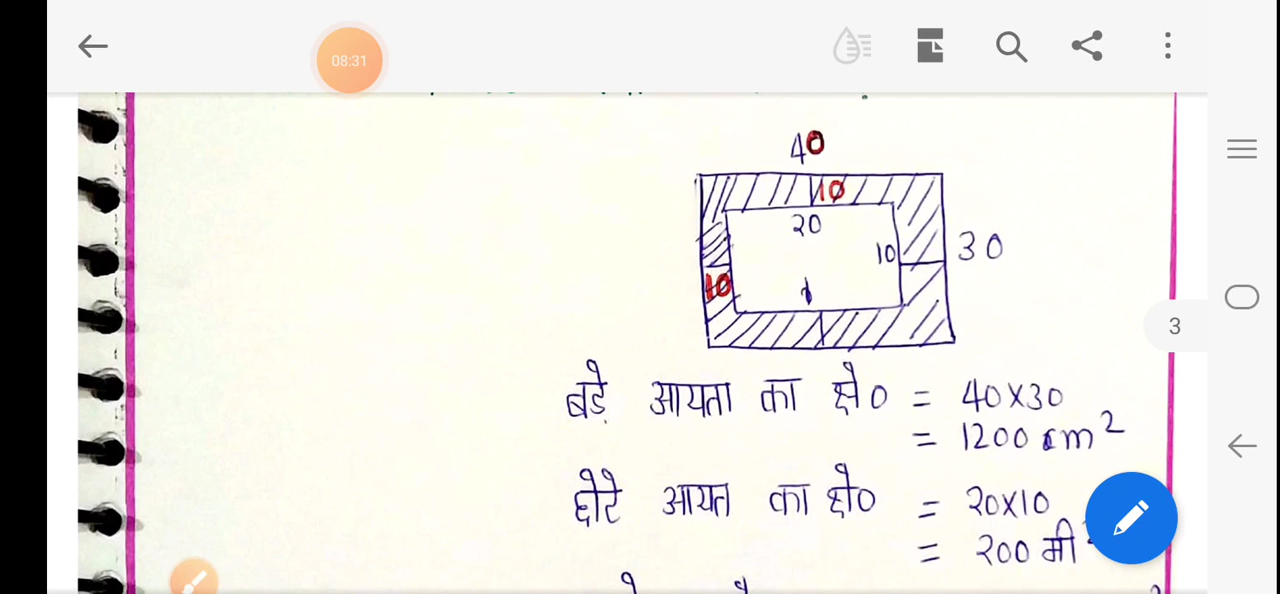 08:31
40
10
20
10
30
10
3
बड़े आयता का क्षे० = 40×30
= 1200 cm²
छोटे आयत का क्षे० = 20×10
= 200 मी